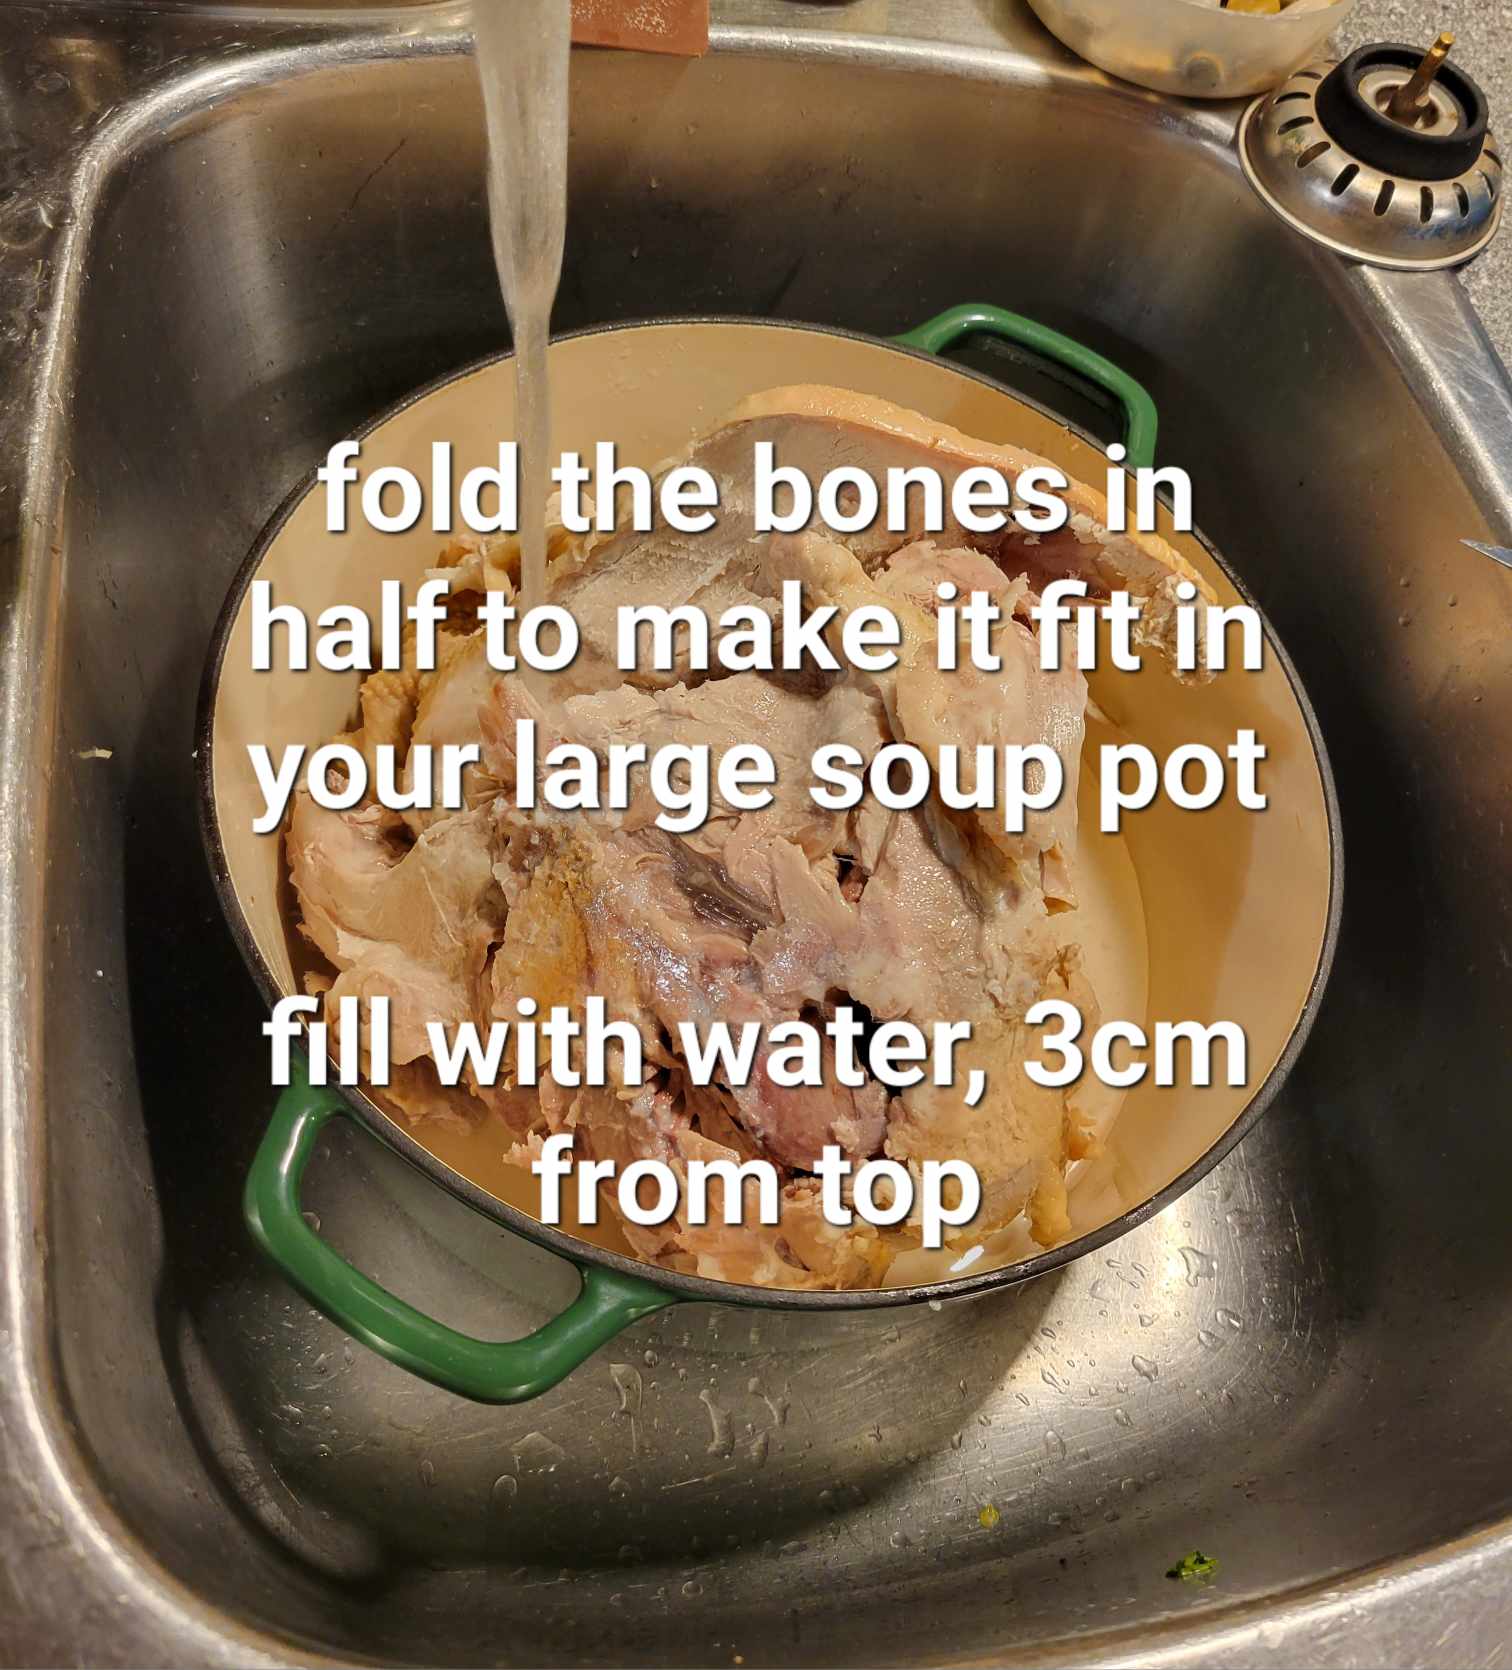 fold the bones in
half to make it fit in
your large soup pot
fill with water, 3cm
from top